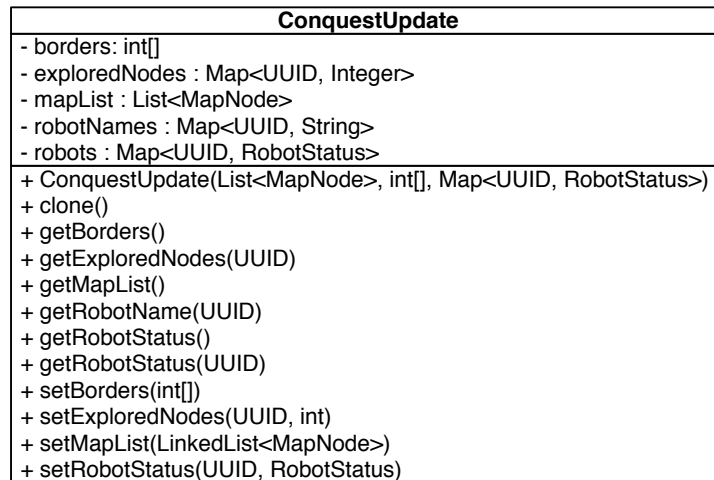 ConquestUpdate
- borders: int[]
- exploredNodes : Map<UUID, Integer>
- mapList : List<MapNode>
- robotNames : Map<UUID, String>
- robots : Map<UUID, RobotStatus>
+ ConquestUpdate(List<MapNode>, int[], Map<UUID, RobotStatus>)
+ clone()
+ getBorders()
+ getExploredNodes(UUID)
+ getMapList()
+ getRobotName(UUID)
+ getRobotStatus()
+ getRobotStatus(UUID)
+ setBorders(int[])
+ setExploredNodes(UUID, int)
+ setMapList(LinkedList<MapNode>)
+ setRobotStatus(UUID, RobotStatus)